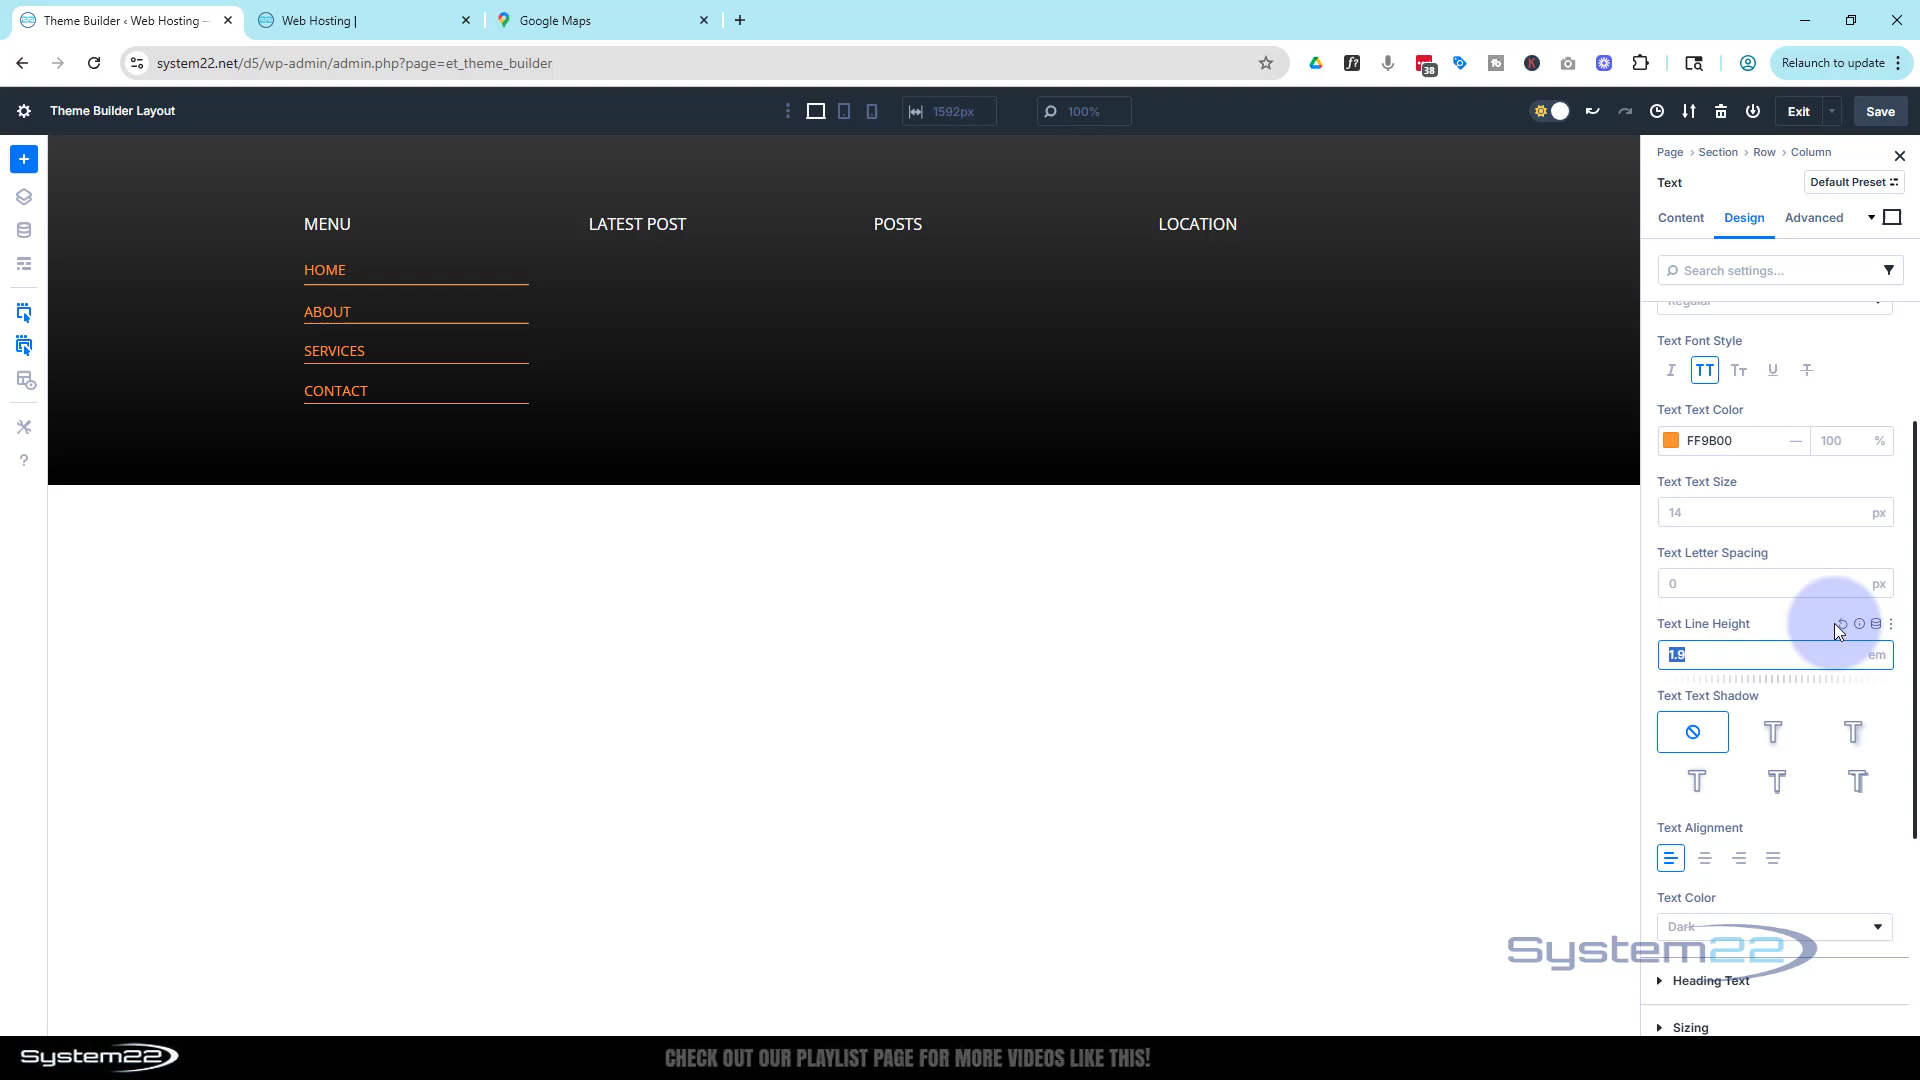 Theme Builder ‹ Web Hosting —
Web Hosting |
Google Maps
system22.net/d5/wp-admin/admin.php?page=et_theme_builder
38
Relaunch to update
Theme Builder Layout
1592px
100%
Exit
Save
Page › Section › Row › Column
Text
Default Preset
Content
Design
Advanced
Search settings...
Regular
MENU
LATEST POST
POSTS
LOCATION
HOME
ABOUT
SERVICES
CONTACT
Text Font Style
I TT Tт U T
Text Text Color
FF9B00
100 %
Text Text Size
14 px
Text Letter Spacing
0 px
Text Line Height
1.9 em
Text Text Shadow
T T
T T T
Text Alignment
Text Color
Dark
System22
Heading Text
Sizing
System22
CHECK OUT OUR PLAYLIST PAGE FOR MORE VIDEOS LIKE THIS!